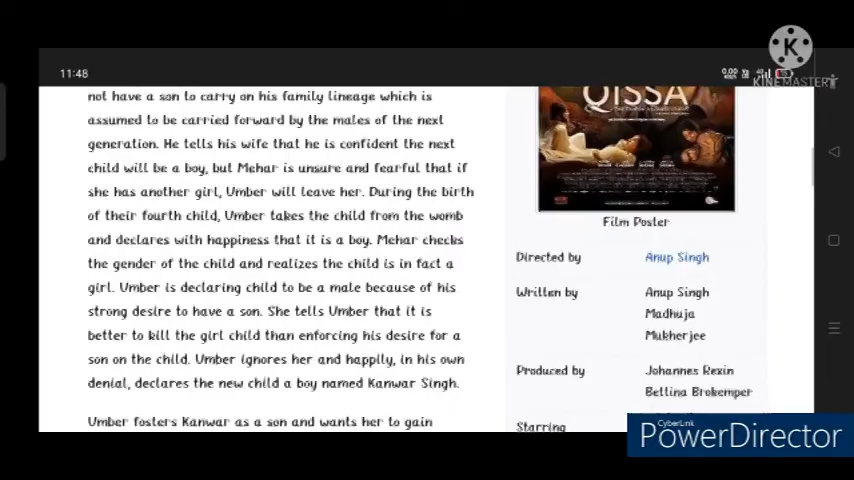 11:48
0.00
KINEMASTER
not have a son to carry on his family lineage which is
assumed to be carried forward by the males of the next
generation. He tells his wife that he is confident the next
child will be a boy, but Mehar is unsure and fearful that if
she has another girl, Umber will leave her. During the birth
of their fourth child, Umber takes the child from the womb
and declares with happiness that it is a boy. Mehar checks
the gender of the child and realizes the child is in fact a
girl. Umber is declaring child to be a male because of his
strong desire to have a son. She tells Umber that it is
better to kill the girl child than enforcing his desire for a
son on the child. Umber ignores her and happily, in his own
denial, declares the new child a boy named Kanwar Singh.
Umber fosters Kanwar as a son and wants her to gain
QISSA
Film Poster
Directed by Anup Singh
Written by Anup Singh
Madhuja
Mukherjee
Produced by Johannes Rexin
Bettina Brokemper
Starring
CyberLink
PowerDirector